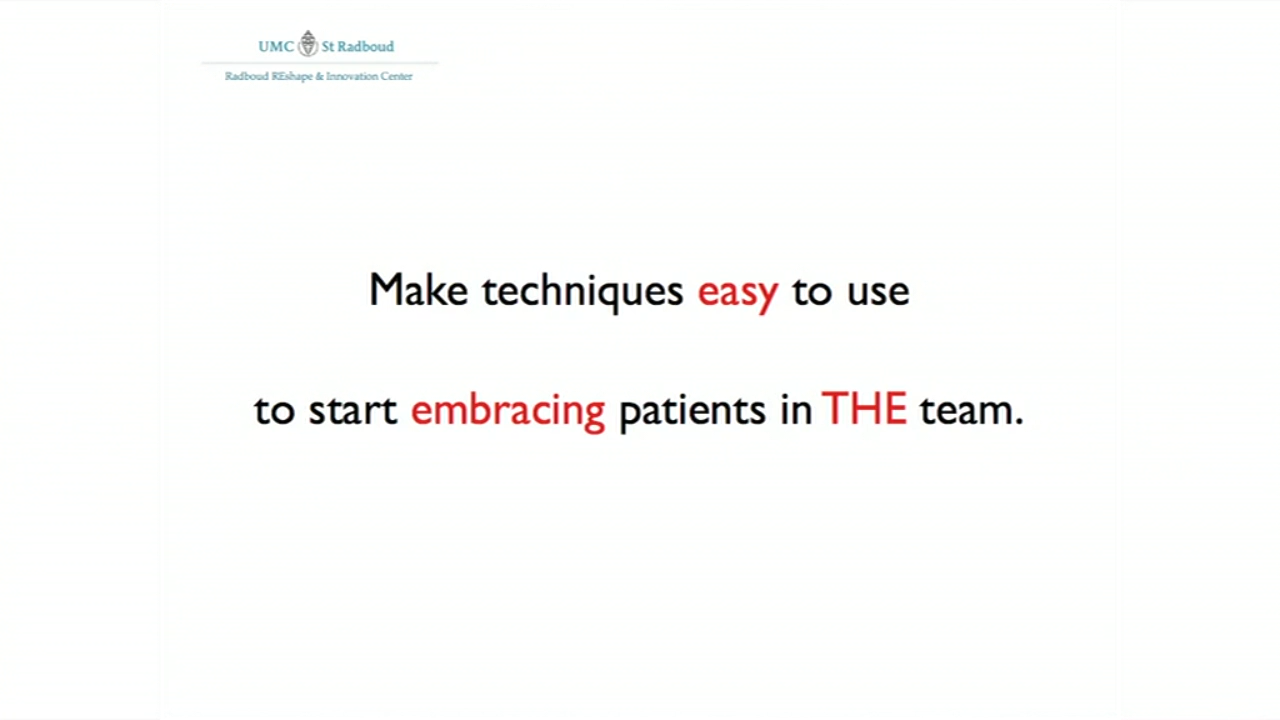 UMC St Radboud
Radboud REshape & Innovation Center
Make techniques easy to use
to start embracing patients in THE team.